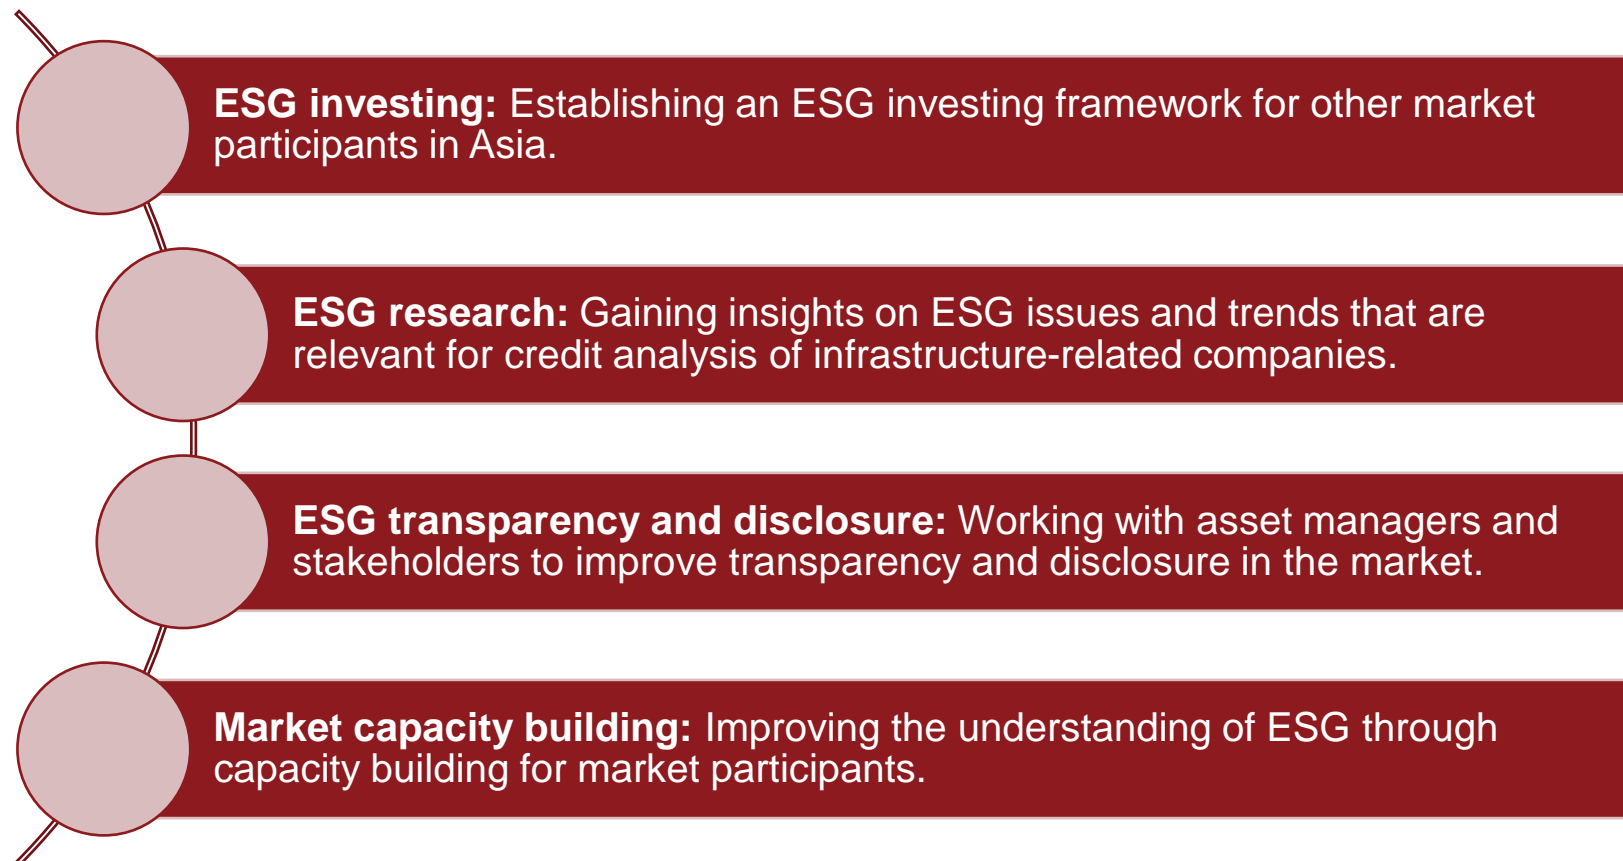 ESG investing: Establishing an ESG investing framework for other market
participants in Asia.
ESG research: Gaining insights on ESG issues and trends that are
relevant for credit analysis of infrastructure-related companies.
ESG transparency and disclosure: Working with asset managers and
stakeholders to improve transparency and disclosure in the market.
Market capacity building: Improving the understanding of ESG through
capacity building for market participants.